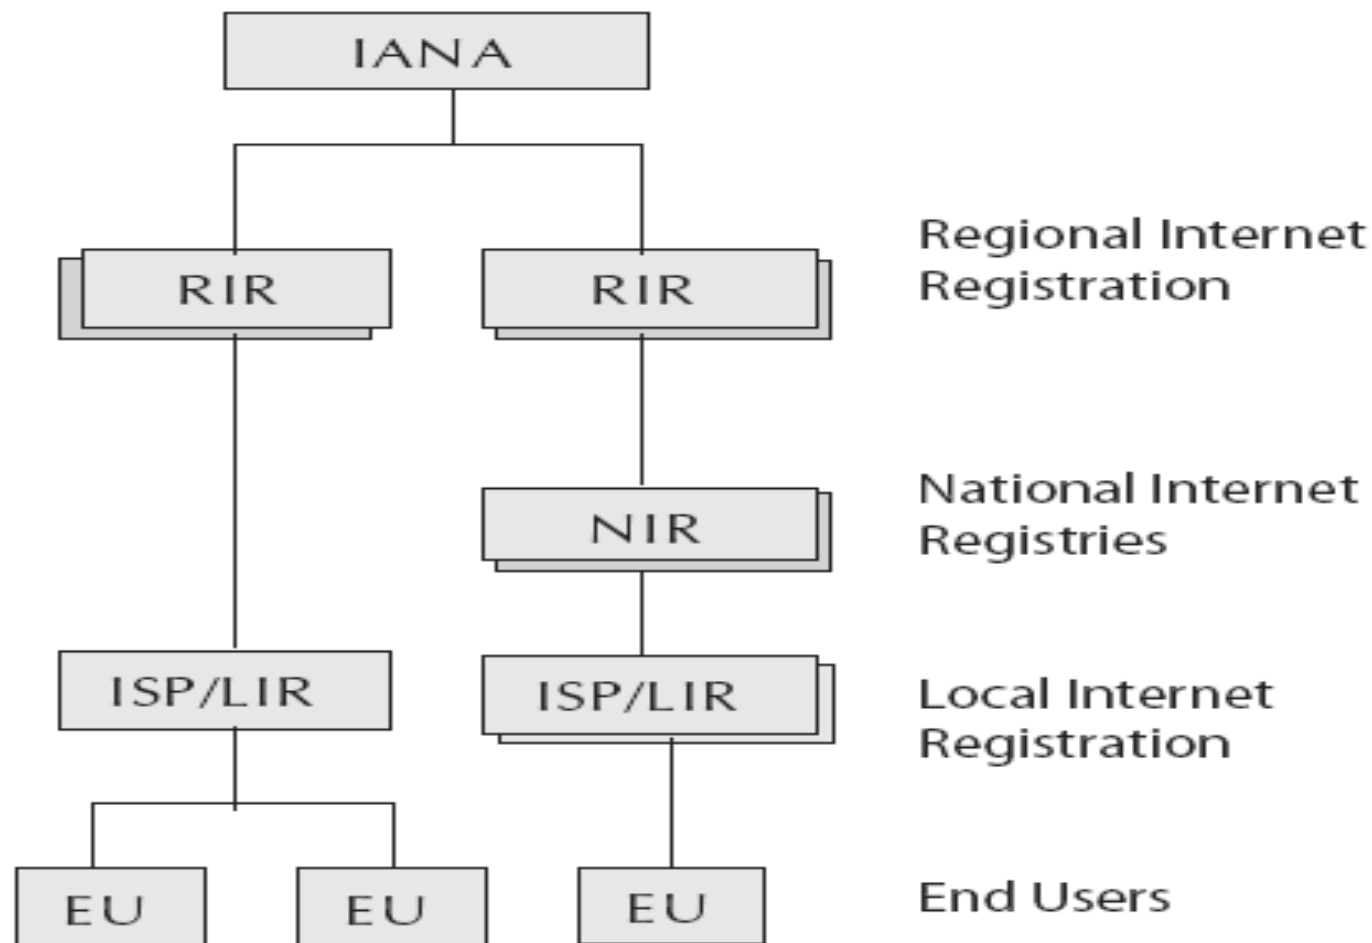 IANA
RIR
RIR
Regional Internet
Registration
NIR
National Internet
Registries
ISP/LIR
ISP/LIR
Local Internet
Registration
EU
EU
EU
End Users